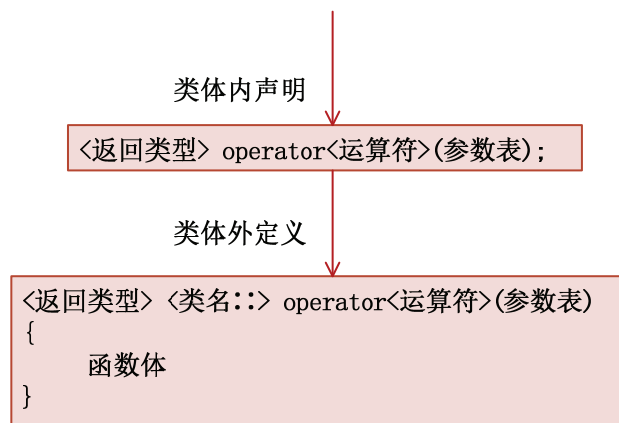 类体内声明
<返回类型> operator<运算符>(参数表);
类体外定义
<返回类型> <类名::> operator<运算符>(参数表)
{
函数体
}